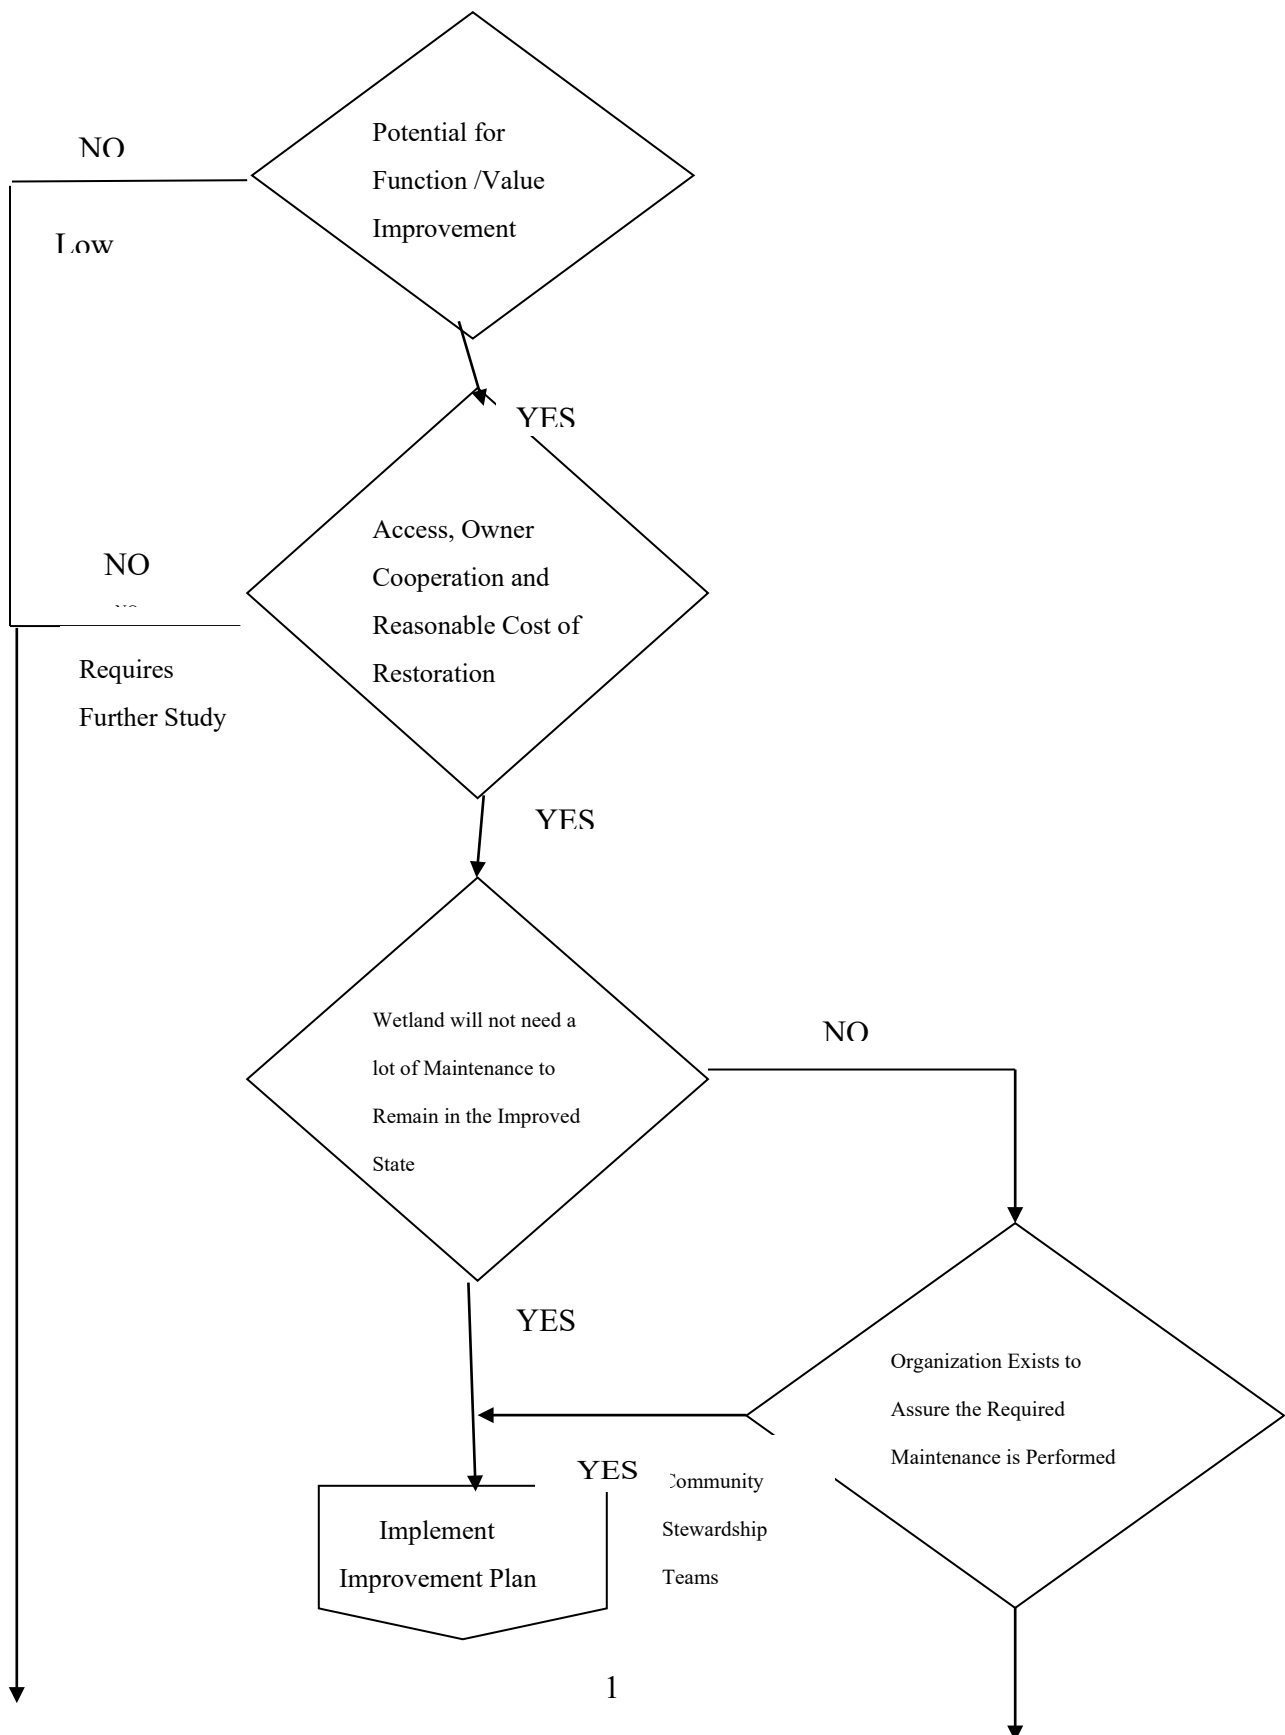 Potential for
Function /Value
Improvement
NO
Low
YES
Access, Owner
Cooperation and
Reasonable Cost of
Restoration
NO
Requires
Further Study
YES
Wetland will not need a
lot of Maintenance to
Remain in the Improved
State
NO
YES
Organization Exists to
Assure the Required
Maintenance is Performed
YES
Community
Stewardship
Teams
Implement
Improvement Plan
1